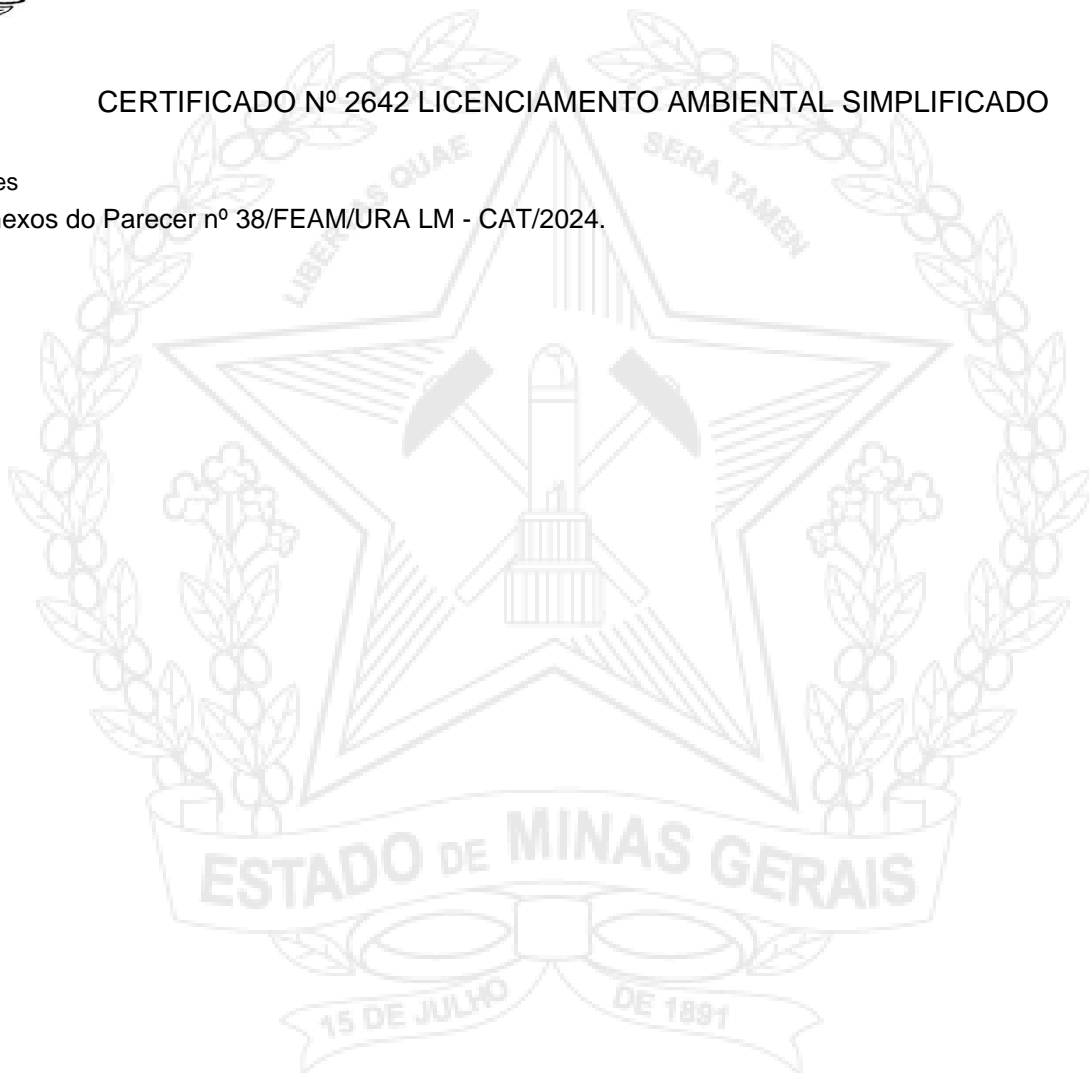 CERTIFICADO Nº 2642 LICENCIAMENTO AMBIENTAL SIMPLIFICADO
es
nexos do Parecer nº 38/FEAM/URA LM - CAT/2024.
LIBERTAS QUAE SERA TAMEN
ESTADO DE MINAS GERAIS
15 DE JULHO DE 1891